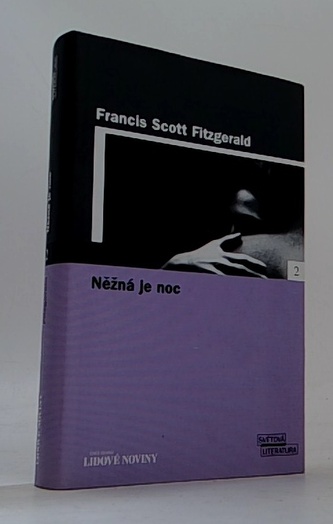 Francis Scott Fitzgerald
2
Něžná je noc
LIDOVÉ NOVINY
SVĚTOVÁ
LITERATURA